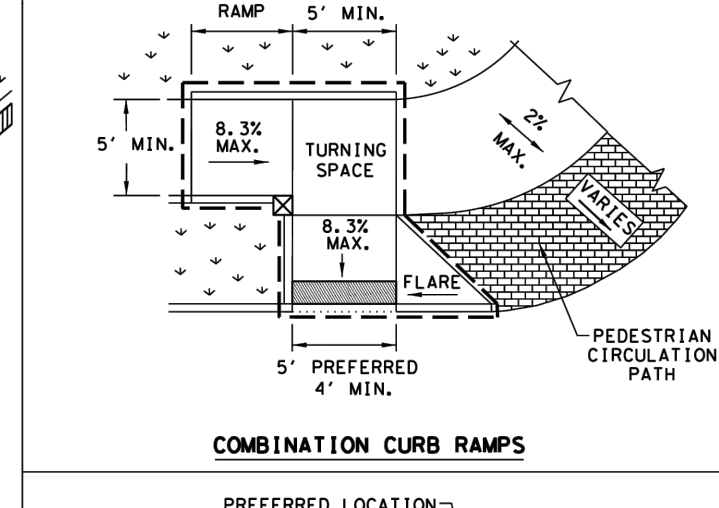 RAMP
5' MIN.
5' MIN.
8.3%
MAX.
TURNING
SPACE
2%
MAX.
VARIES
8.3%
MAX.
FLARE
PEDESTRIAN
CIRCULATION
PATH
5' PREFERRED
4' MIN.
COMBINATION CURB RAMPS
PREFERRED LOCATION